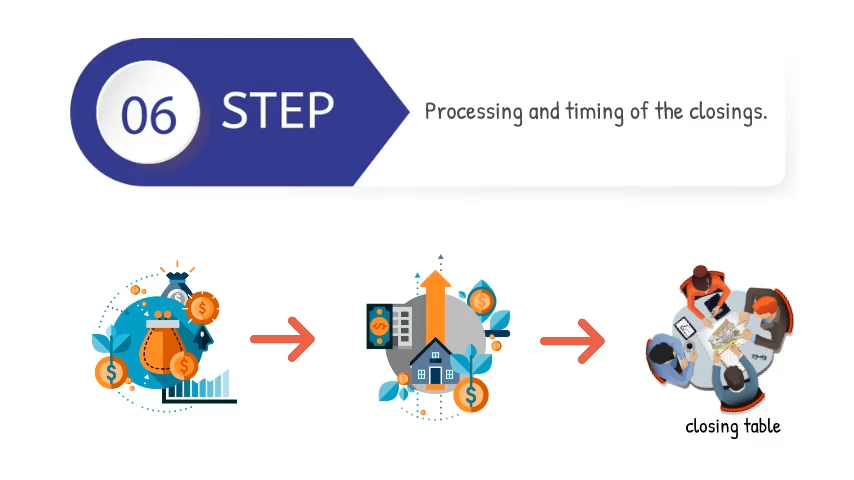 06 STEP
Processing and timing of the closings.
closing table